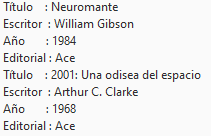 Título   : Neuromante
Escritor : William Gibson
Año      : 1984
Editorial : Ace
Título   : 2001: Una odisea del espacio
Escritor : Arthur C. Clarke
Año      : 1968
Editorial : Ace